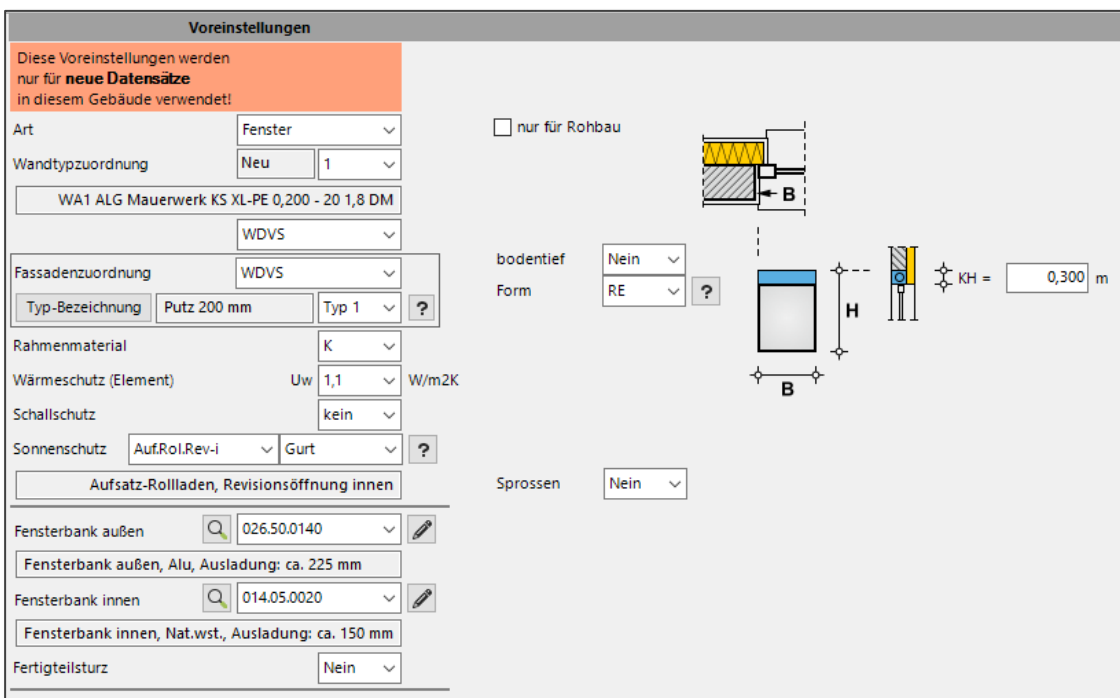 Voreinstellungen
Diese Voreinstellungen werden
nur für neue Datensätze
in diesem Gebäude verwendet!
Art Fenster
nur für Rohbau
Wandtypzuordnung Neu 1
WA1 ALG Mauerwerk KS XL-PE 0,200 - 20 1,8 DM
B
WDVS
Fassadenzuordnung WDVS
bodentief Nein
Typ-Bezeichnung Putz 200 mm Typ 1 ?
Form RE ?
KH = 0,300 m
H
B
Rahmenmaterial K
Wärmeschutz (Element) Uw 1,1 W/m2K
Schallschutz kein
Sonnenschutz Auf.Rol.Rev-i Gurt ?
Aufsatz-Rollladen, Revisionsöffnung innen
Sprossen Nein
Fensterbank außen 026.50.0140
Fensterbank außen, Alu, Ausladung: ca. 225 mm
Fensterbank innen 014.05.0020
Fensterbank innen, Nat.wst., Ausladung: ca. 150 mm
Fertigteilsturz Nein